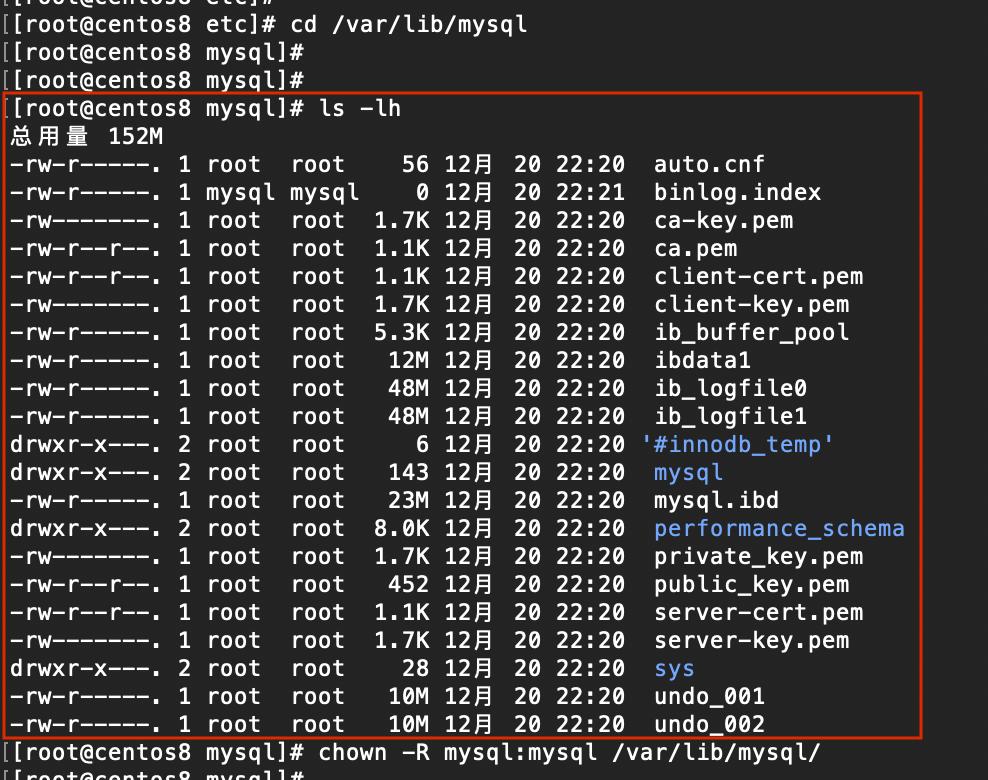 [[root@centos8 etc]#
[[root@centos8 etc]# cd /var/lib/mysql
[[root@centos8 mysql]#
[[root@centos8 mysql]#
[[root@centos8 mysql]# ls -lh
总用量 152M
-rw-r-----. 1 root  root    56 12月  20 22:20  auto.cnf
-rw-r-----. 1 mysql mysql    0 12月  20 22:21  binlog.index
-rw-------. 1 root  root  1.7K 12月  20 22:20  ca-key.pem
-rw-r--r--. 1 root  root  1.1K 12月  20 22:20  ca.pem
-rw-r--r--. 1 root  root  1.1K 12月  20 22:20  client-cert.pem
-rw-------. 1 root  root  1.7K 12月  20 22:20  client-key.pem
-rw-r-----. 1 root  root  5.3K 12月  20 22:20  ib_buffer_pool
-rw-r-----. 1 root  root   12M 12月  20 22:20  ibdata1
-rw-r-----. 1 root  root   48M 12月  20 22:20  ib_logfile0
-rw-r-----. 1 root  root   48M 12月  20 22:20  ib_logfile1
drwxr-x---. 2 root  root     6 12月  20 22:20 '#innodb_temp'
drwxr-x---. 2 root  root   143 12月  20 22:20  mysql
-rw-r-----. 1 root  root   23M 12月  20 22:20  mysql.ibd
drwxr-x---. 2 root  root  8.0K 12月  20 22:20  performance_schema
-rw-------. 1 root  root  1.7K 12月  20 22:20  private_key.pem
-rw-r--r--. 1 root  root   452 12月  20 22:20  public_key.pem
-rw-r--r--. 1 root  root  1.1K 12月  20 22:20  server-cert.pem
-rw-------. 1 root  root  1.7K 12月  20 22:20  server-key.pem
drwxr-x---. 2 root  root    28 12月  20 22:20  sys
-rw-r-----. 1 root  root   10M 12月  20 22:20  undo_001
-rw-r-----. 1 root  root   10M 12月  20 22:20  undo_002
[[root@centos8 mysql]# chown -R mysql:mysql /var/lib/mysql/
[[root@centos8 mysql]#